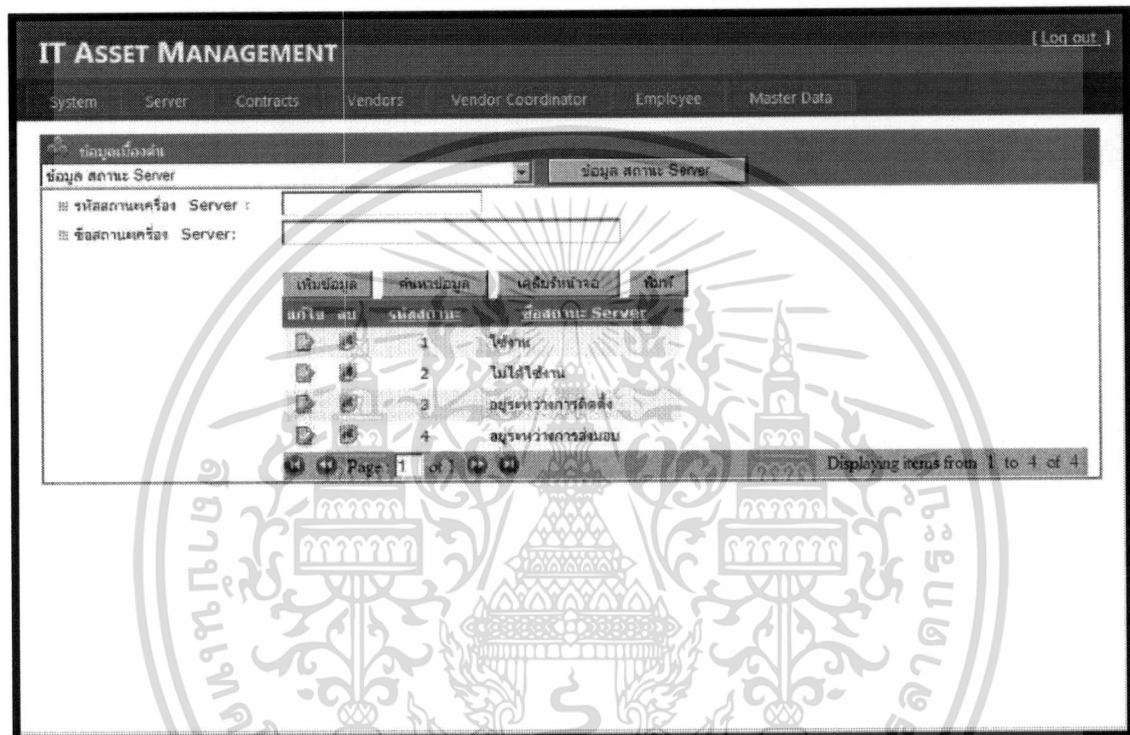 IT ASSET MANAGEMENT
[ Log out ]
System Server Contracts Vendors Vendor Coordinator Employee Master Data
ข้อมูลเบื้องต้น
ข้อมูล สถานะ Server ข้อมูล สถานะ Server
รหัสสถานะเครื่อง Server :
ชื่อสถานะเครื่อง Server:
เพิ่มข้อมูล ค้นหาข้อมูล เคลียร์หน้าจอ พิมพ์
แก้ไข ลบ รหัสสถานะ ชื่อสถานะ Server
1 ใช้งาน
2 ไม่ได้ใช้งาน
3 อยู่ระหว่างการติดตั้ง
4 อยู่ระหว่างการส่งมอบ
Page: 1 of 1 Displaying items from 1 to 4 of 4